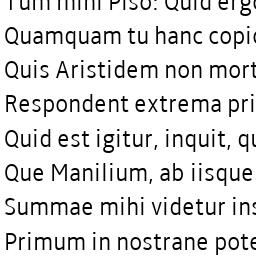 Tum mihi Piso: Quid ergo
Quamquam tu hanc copio
Quis Aristidem non mort
Respondent extrema pri
Quid est igitur, inquit, qu
Que Manilium, ab iisque
Summae mihi videtur ins
Primum in nostrane pote